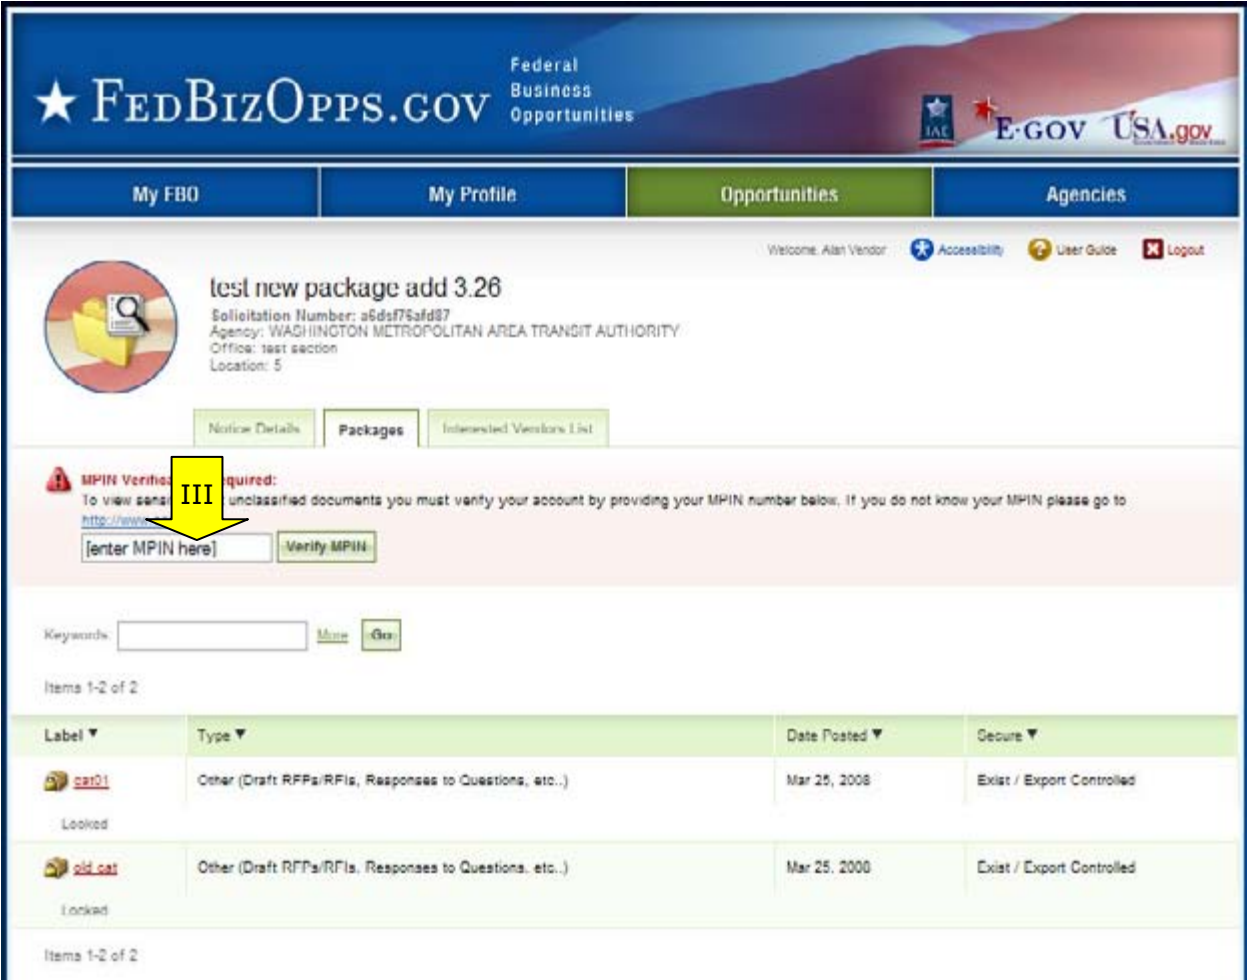 ★ FEDBIZOPPS.GOV
Federal
Business
Opportunities
IAE
E-GOV
USA.gov
My FBO My Profile Opportunities Agencies
Welcome, Alan Vendor Accessibility User Guide Logout
test new package add 3.26
Solicitation Number: a6dsf76afd87
Agency: WASHINGTON METROPOLITAN AREA TRANSIT AUTHORITY
Office: test section
Location: 5
Notice Details Packages Interested Vendors List
MPIN equired:
III
To view unclassified documents you must verify your account by providing your MPIN number below. If you do not know your MPIN please go to
http://www
[enter MPIN here] Verify MPIN
Keywords: More Go
Items 1-2 of 2
Label ▼ Type ▼ Date Posted ▼ Secure ▼
cat01 Other (Draft RFPs/RFIs, Responses to Questions, etc..) Mar 25, 2008 Exist / Export Controlled
Locked
old cat Other (Draft RFPs/RFIs, Responses to Questions, etc..) Mar 25, 2008 Exist / Export Controlled
Locked
Items 1-2 of 2